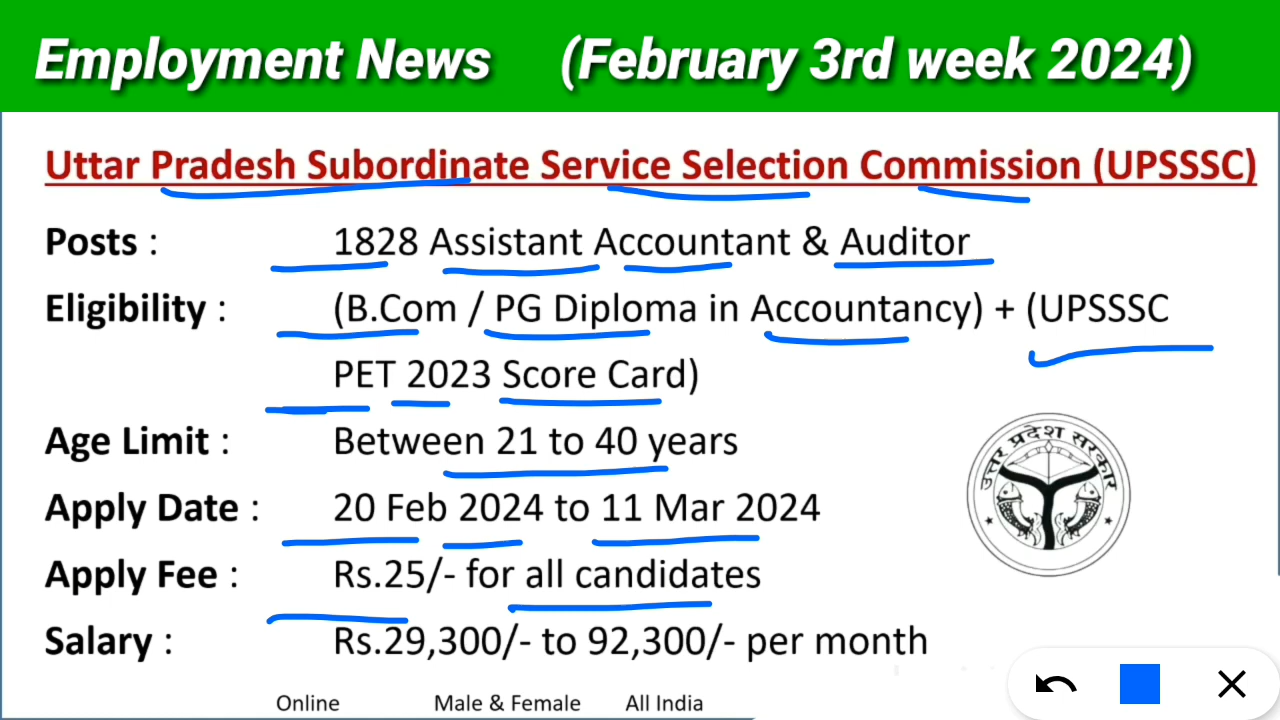 Employment News (February 3rd week 2024)
Uttar Pradesh Subordinate Service Selection Commission (UPSSSC)
Posts : 1828 Assistant Accountant & Auditor
Eligibility : (B.Com / PG Diploma in Accountancy) + (UPSSSC
PET 2023 Score Card)
Age Limit : Between 21 to 40 years
उत्तर प्रदेश सरकार
Apply Date : 20 Feb 2024 to 11 Mar 2024
Apply Fee : Rs.25/- for all candidates
Salary : Rs.29,300/- to 92,300/- per month
Online Male & Female All India